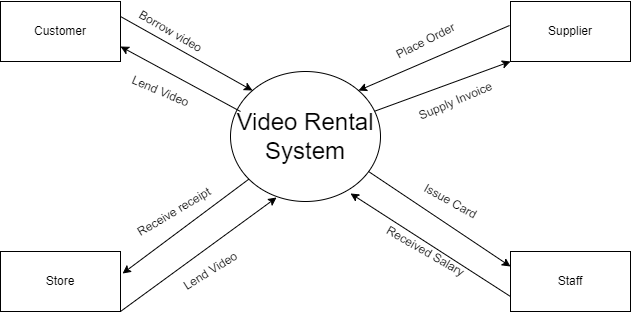 Customer
Borrow video
Lend Video
Place Order
Supplier
Supply Invoice
Video Rental
System
Receive receipt
Lend Video
Store
Issue Card
Received Salary
Staff